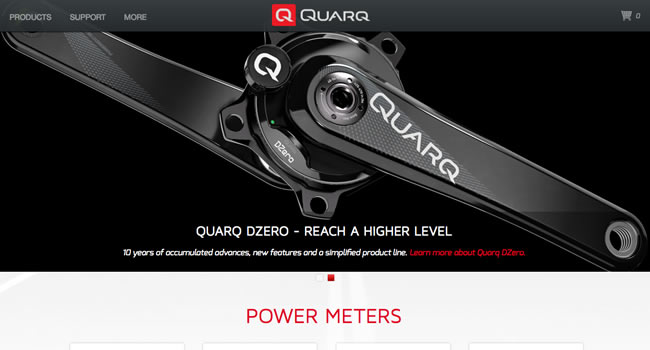 PRODUCTS SUPPORT MORE QUARQ 0
Q
QUARQ
DZero
QUARQ DZERO - REACH A HIGHER LEVEL
10 years of accumulated advances, new features and a simplified product line. Learn more about Quarq DZero.
POWER METERS